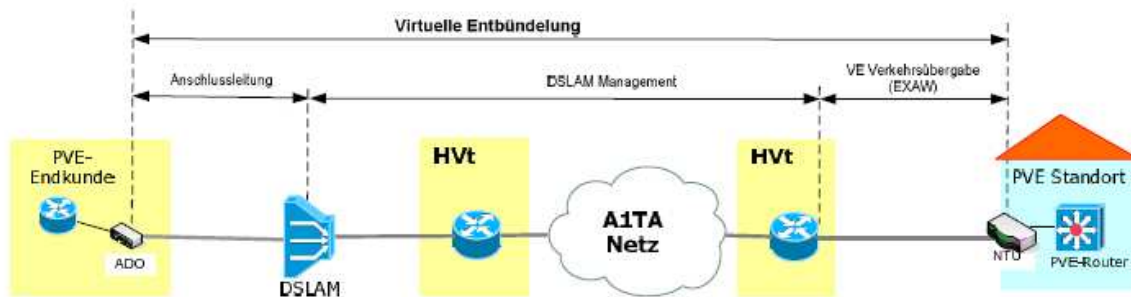 Virtuelle Entbündelung
Anschlussleitung
DSLAM Management
VE Verkehrsübergabe
(EXAW)
PVE-
Endkunde
HVt
HVt
PVE Standort
A1TA
Netz
ADO
DSLAM
NTU
PVE-Router